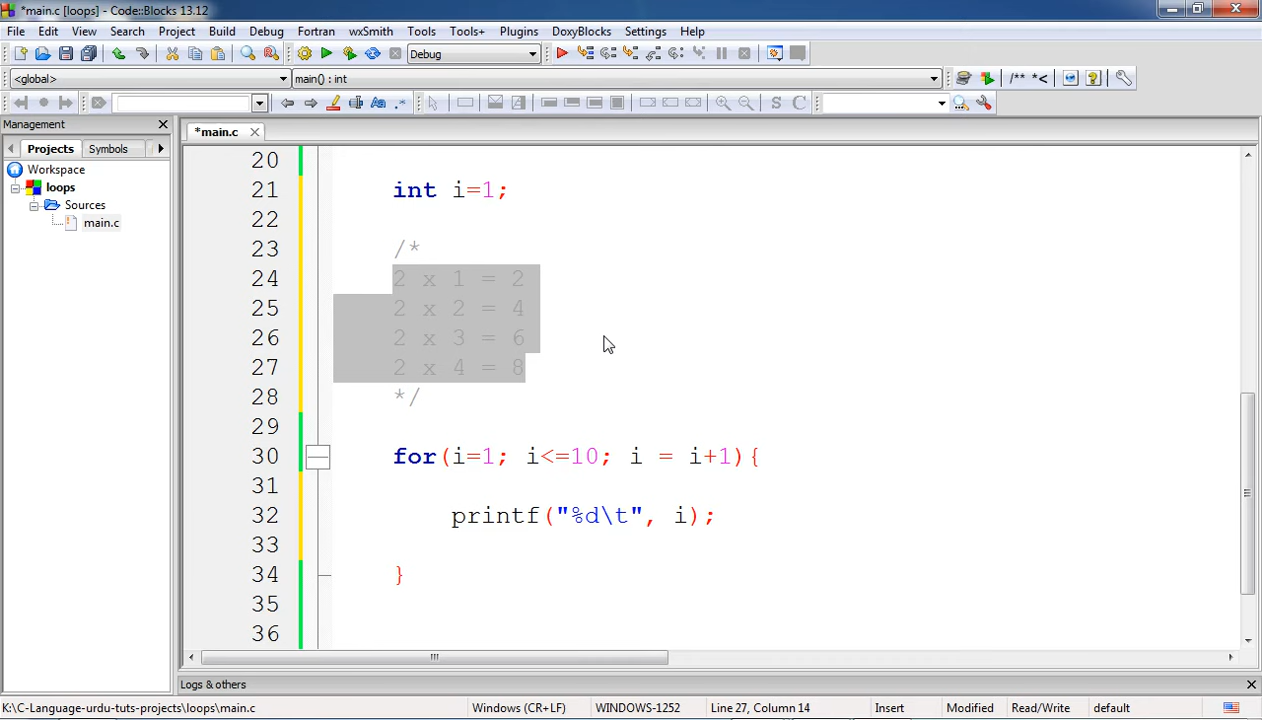 *main.c [loops] - Code::Blocks 13.12
File Edit View Search Project Build Debug Fortran wxSmith Tools Tools+ Plugins DoxyBlocks Settings Help
Debug
<global> main() : int /** *<
Aa .* S C
Management
Projects Symbols
Workspace
loops
Sources
main.c
*main.c
20
21 int i=1;
22
23 /*
24 2 x 1 = 2
25 2 x 2 = 4
26 2 x 3 = 6
27 2 x 4 = 8
28 */
29
30 for(i=1; i<=10; i = i+1){
31
32 printf("%d\t", i);
33
34 }
35
36
Logs & others
K:\C-Language-urdu-tuts-projects\loops\main.c Windows (CR+LF) WINDOWS-1252 Line 27, Column 14 Insert Modified Read/Write default